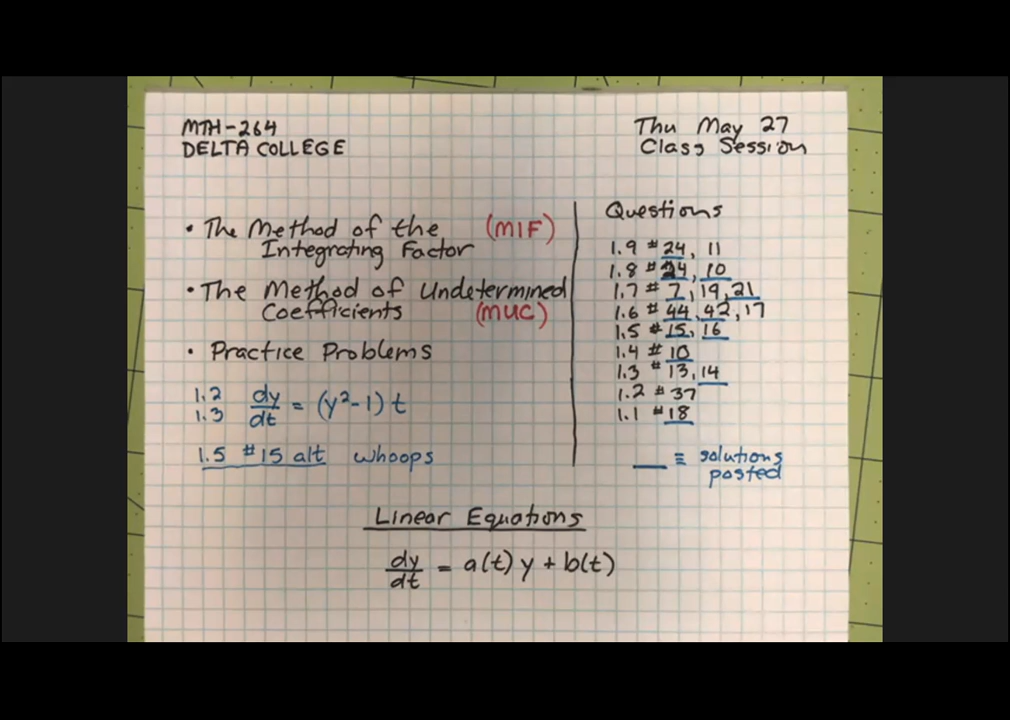 MTH-264
DELTA COLLEGE
Thu May 27
Class Session
• The Method of the (MIF)
Integrating Factor
• The Method of Undetermined
Coefficients (MUC)
• Practice Problems
1.2
1.3
dy/dt = (y²-1) t
1.5 #15 alt whoops
Questions
1.9 #24, 11
1.8 #24, 10
1.7 #7, 19, 21
1.6 #44, 42, 17
1.5 #15, 16
1.4 #10
1.3 #13, 14
1.2 #37
1.1 #18
___ ≡ solutions
posted
Linear Equations
dy/dt = a(t) y + b(t)